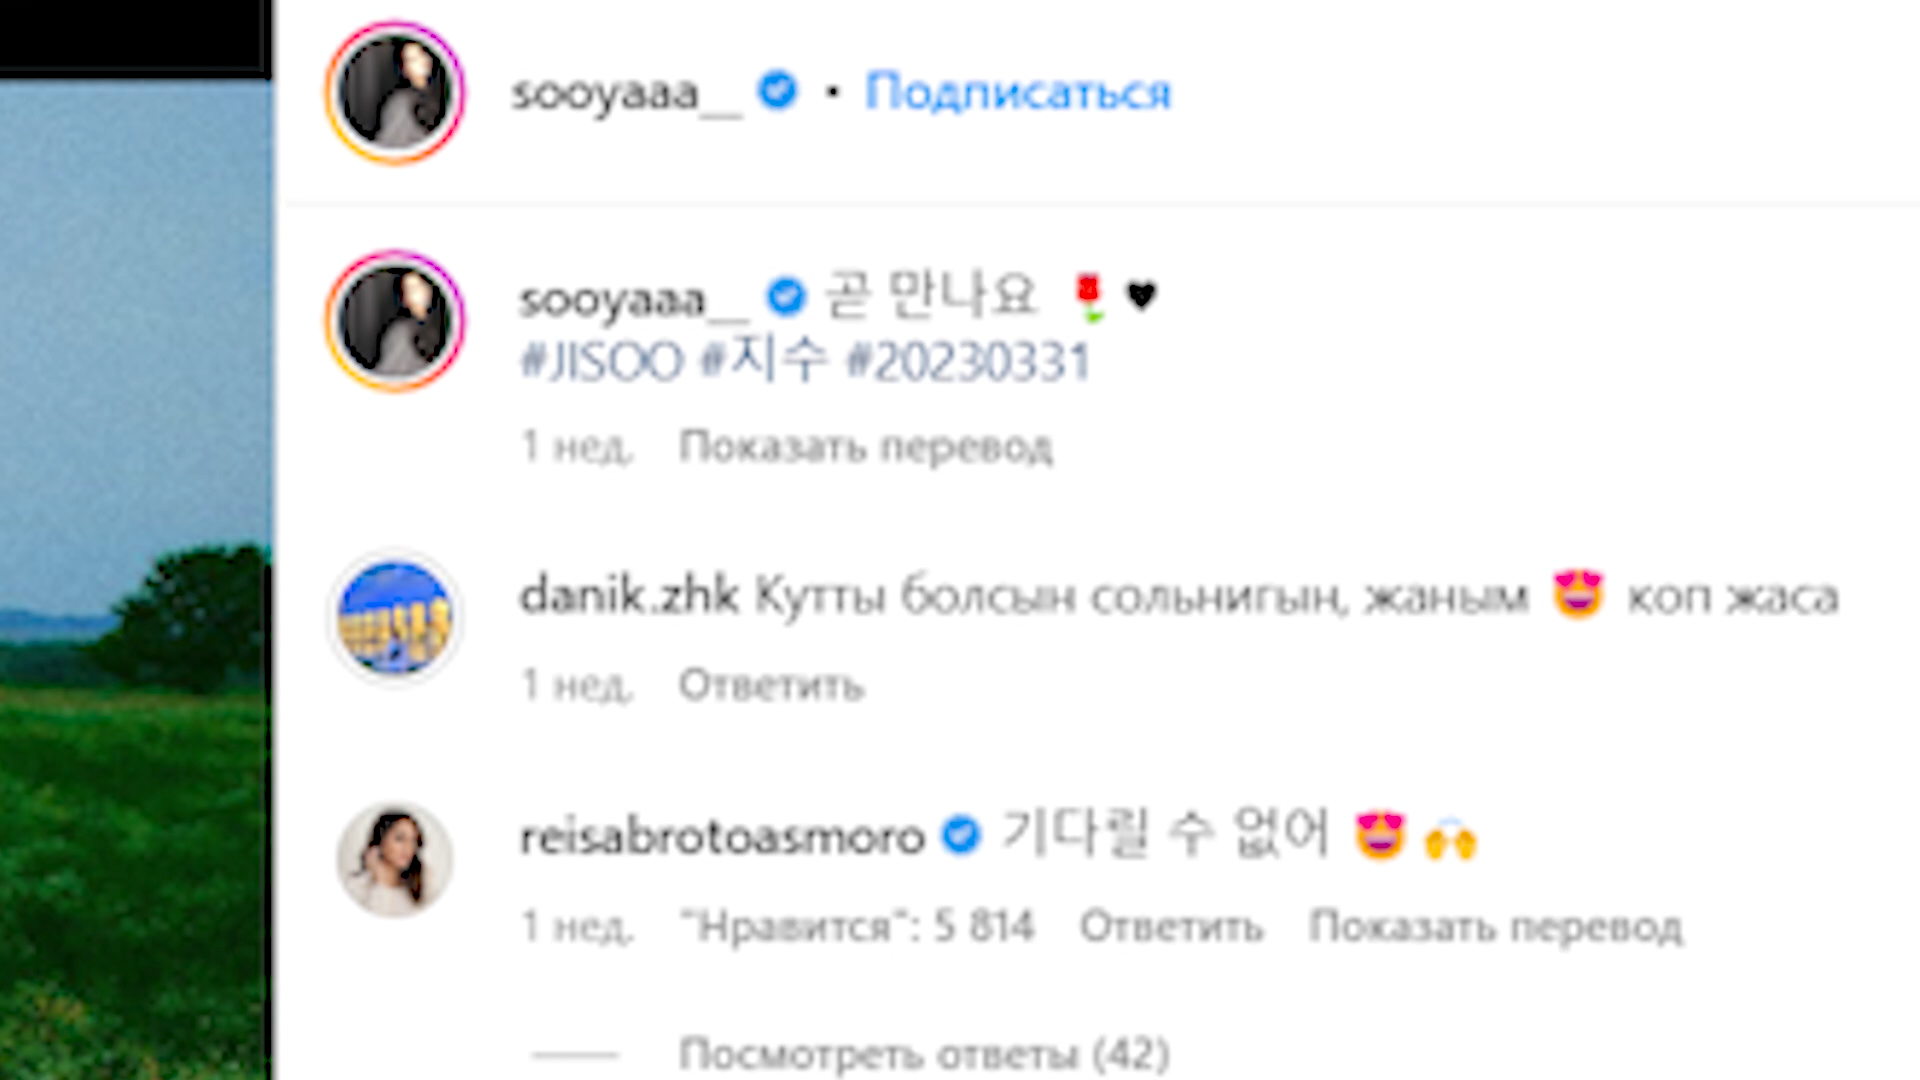 sooyaaa__ • Подписаться
sooyaaa__ 곧 만나요 🌹🖤
#JISOO #지수 #20230331
1 нед. Показать перевод
danik.zhk Кутты болсын сольнигын, жаным 😍 коп жаса
1 нед. Ответить
reisabrotoasmoro 기다릴 수 없어 😍🙌
1 нед. "Нравится": 5 814 Ответить Показать перевод
Посмотреть ответы (42)